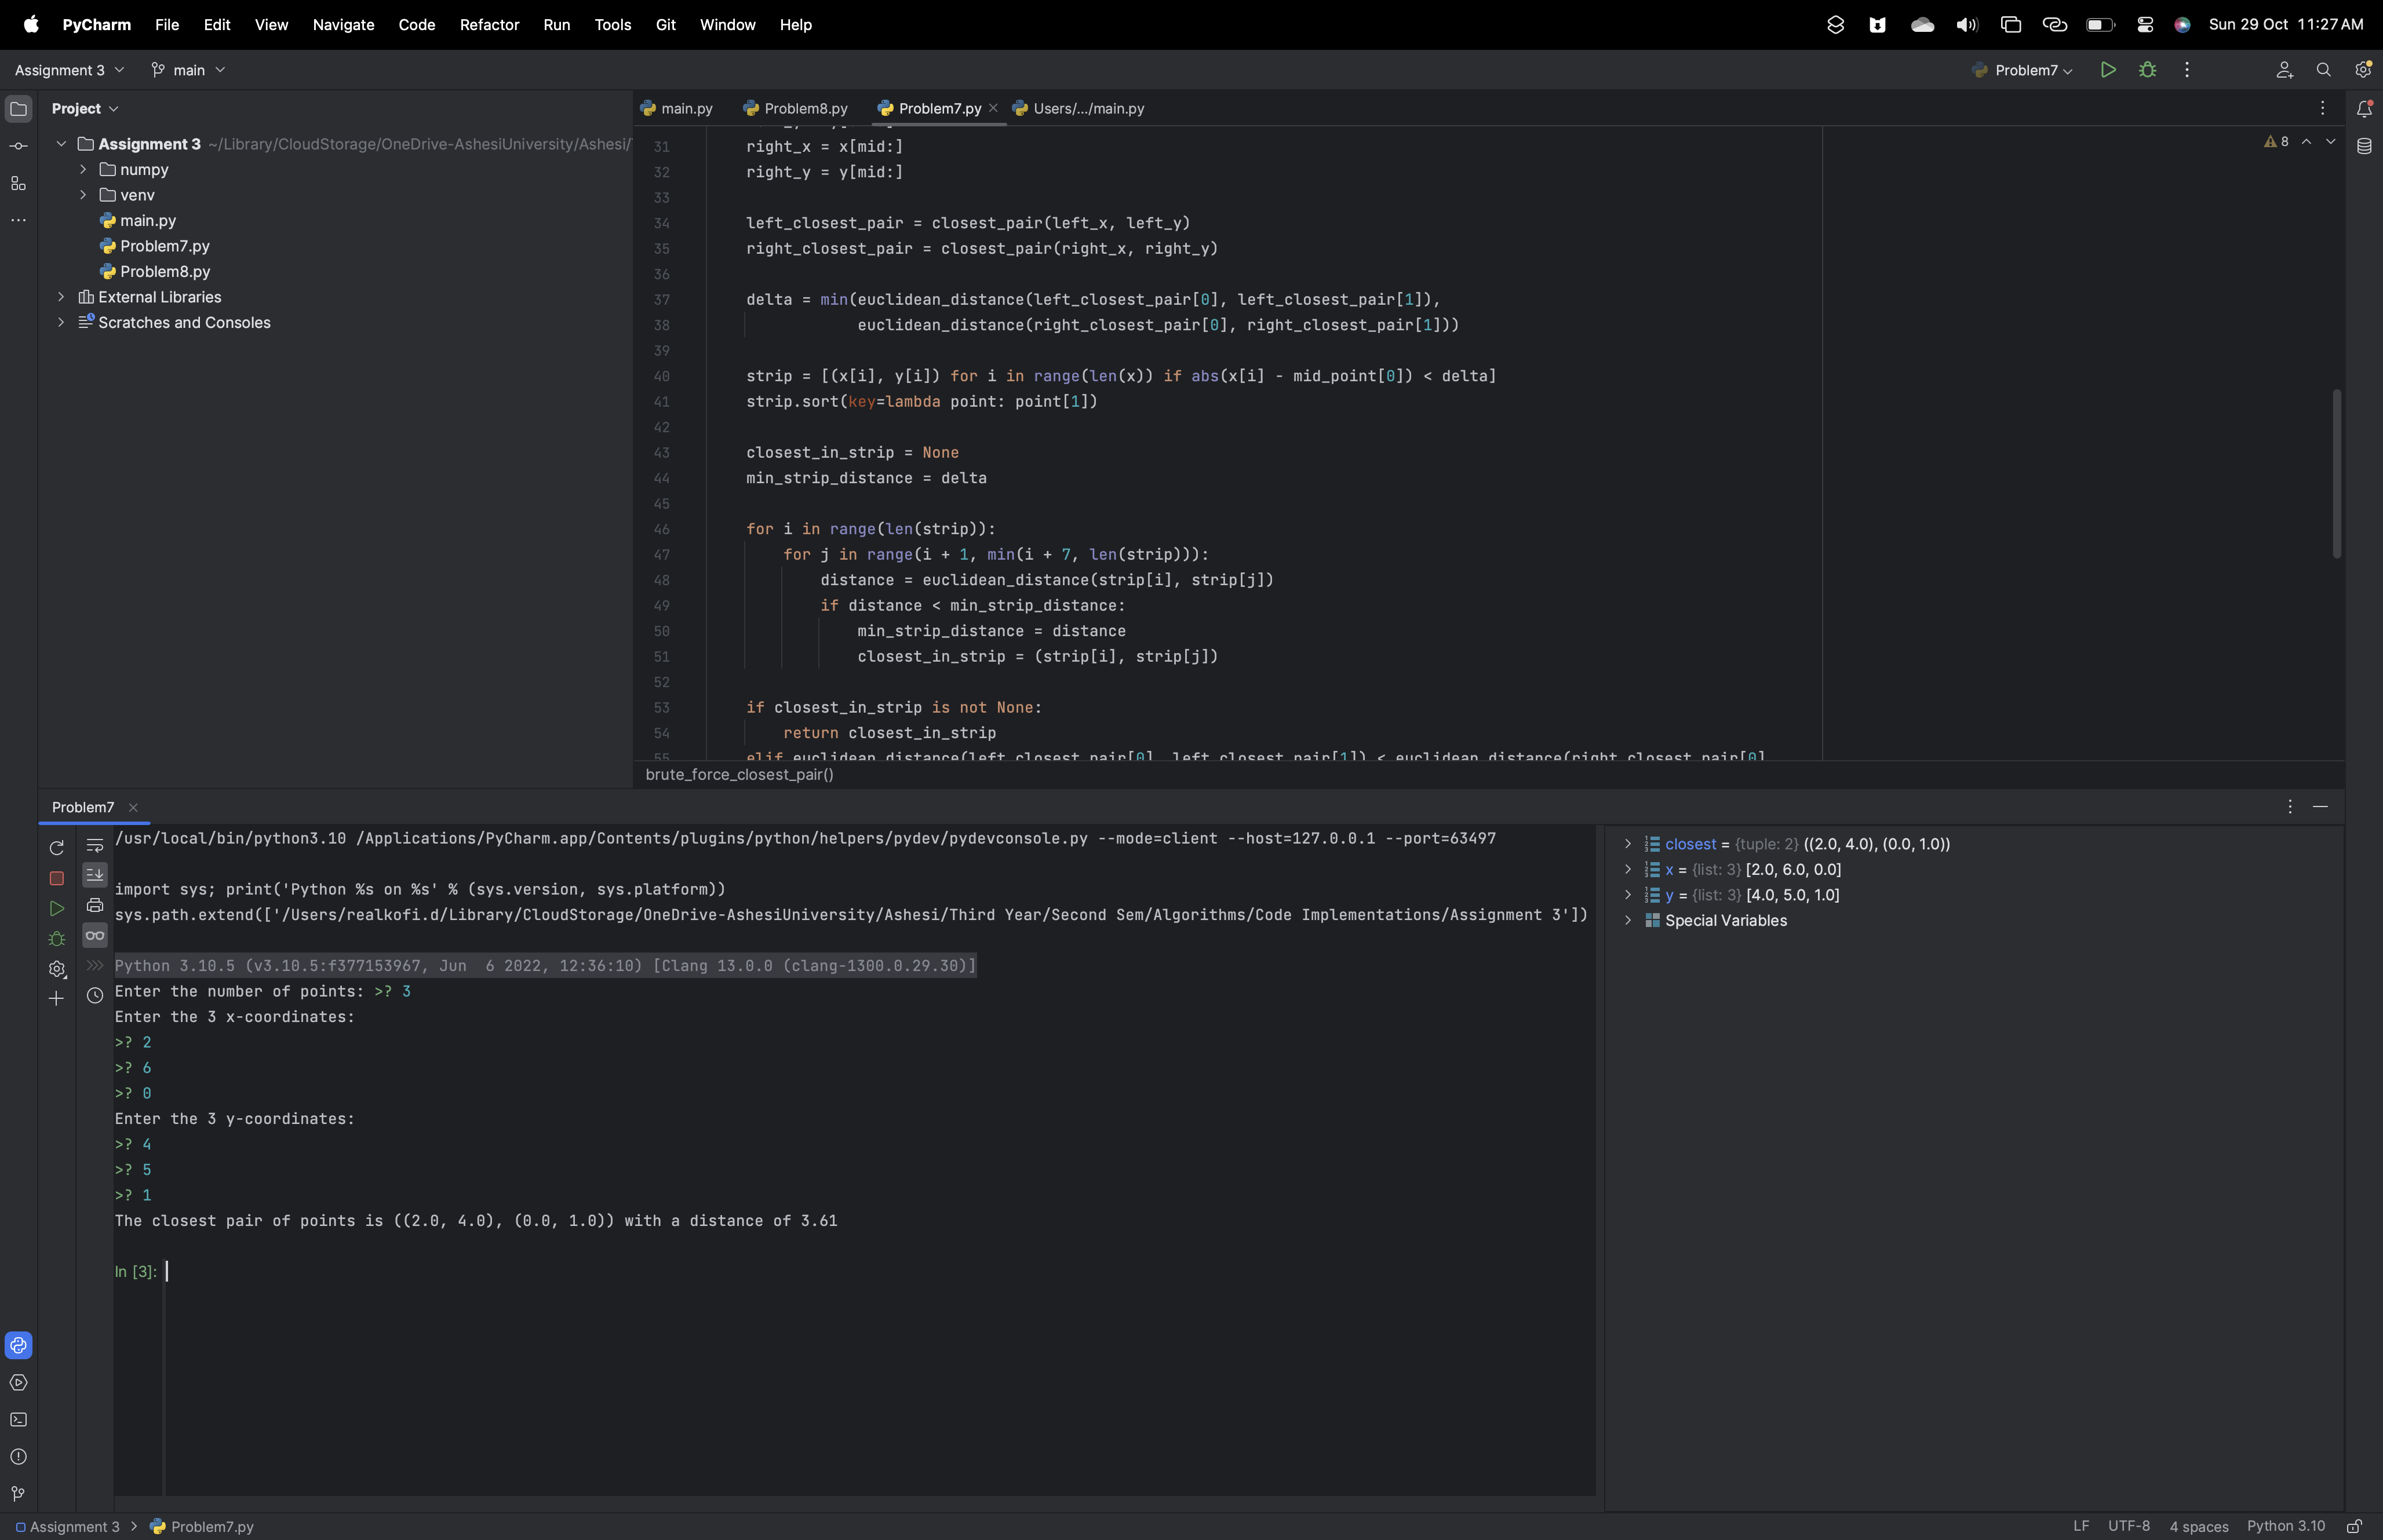 PyCharm File Edit View Navigate Code Refactor Run Tools Git Window Help Sun 29 Oct 11:27 AM
Assignment 3 main Problem7
Project
Assignment 3 ~/Library/CloudStorage/OneDrive-AshesiUniversity/Ashesi/
numpy
venv
main.py
Problem7.py
Problem8.py
External Libraries
Scratches and Consoles
main.py Problem8.py Problem7.py Users/.../main.py
8
31 right_x = x[mid:]
32 right_y = y[mid:]
33
34 left_closest_pair = closest_pair(left_x, left_y)
35 right_closest_pair = closest_pair(right_x, right_y)
36
37 delta = min(euclidean_distance(left_closest_pair[0], left_closest_pair[1]),
38 euclidean_distance(right_closest_pair[0], right_closest_pair[1]))
39
40 strip = [(x[i], y[i]) for i in range(len(x)) if abs(x[i] - mid_point[0]) < delta]
41 strip.sort(key=lambda point: point[1])
42
43 closest_in_strip = None
44 min_strip_distance = delta
45
46 for i in range(len(strip)):
47 for j in range(i + 1, min(i + 7, len(strip))):
48 distance = euclidean_distance(strip[i], strip[j])
49 if distance < min_strip_distance:
50 min_strip_distance = distance
51 closest_in_strip = (strip[i], strip[j])
52
53 if closest_in_strip is not None:
54 return closest_in_strip
55 elif euclidean_distance(left_closest_pair[0], left_closest_pair[1]) < euclidean_distance(right_closest_pair[0],
brute_force_closest_pair()
Problem7
/usr/local/bin/python3.10 /Applications/PyCharm.app/Contents/plugins/python/helpers/pydev/pydevconsole.py --mode=client --host=127.0.0.1 --port=63497
import sys; print('Python %s on %s' % (sys.version, sys.platform))
sys.path.extend(['/Users/realkofi.d/Library/CloudStorage/OneDrive-AshesiUniversity/Ashesi/Third Year/Second Sem/Algorithms/Code Implementations/Assignment 3'])
Python 3.10.5 (v3.10.5:f377153967, Jun  6 2022, 12:36:10) [Clang 13.0.0 (clang-1300.0.29.30)]
Enter the number of points: >? 3
Enter the 3 x-coordinates:
>? 2
>? 6
>? 0
Enter the 3 y-coordinates:
>? 4
>? 5
>? 1
The closest pair of points is ((2.0, 4.0), (0.0, 1.0)) with a distance of 3.61
In [3]:
closest = {tuple: 2} ((2.0, 4.0), (0.0, 1.0))
x = {list: 3} [2.0, 6.0, 0.0]
y = {list: 3} [4.0, 5.0, 1.0]
Special Variables
Assignment 3 > Problem7.py
LF UTF-8 4 spaces Python 3.10